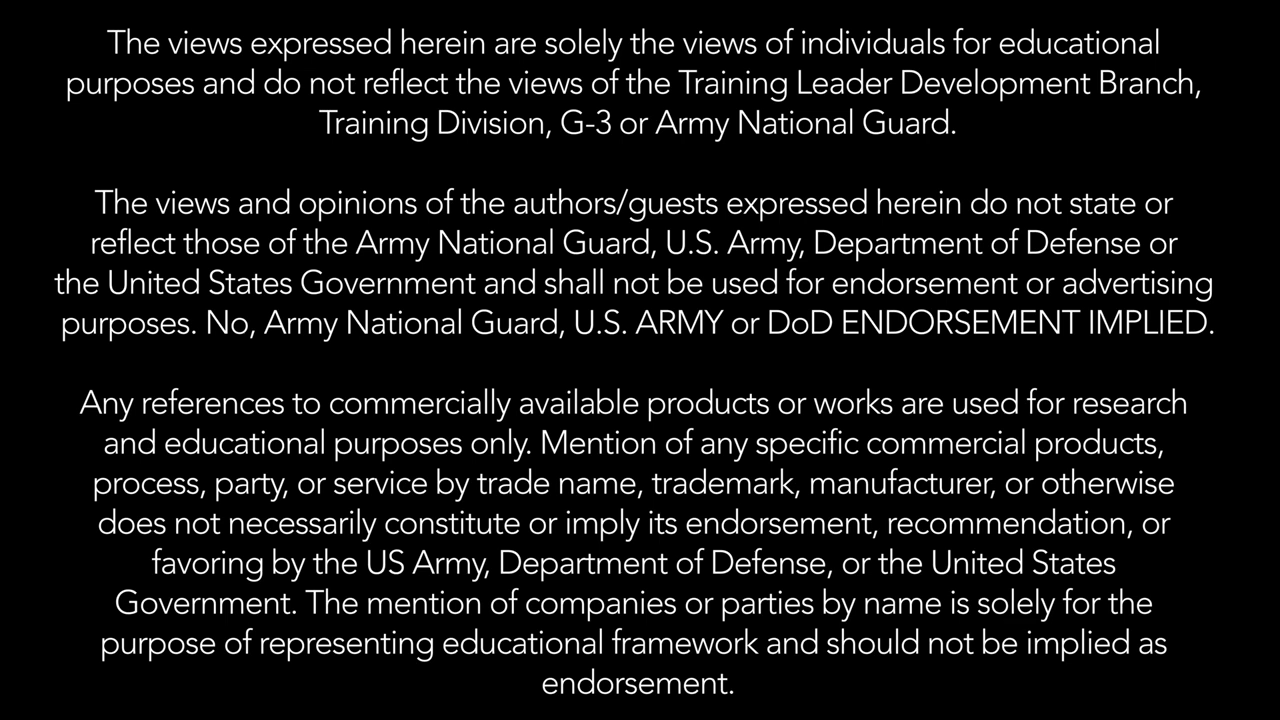 The views expressed herein are solely the views of individuals for educational
purposes and do not reflect the views of the Training Leader Development Branch,
Training Division, G-3 or Army National Guard.
The views and opinions of the authors/guests expressed herein do not state or
reflect those of the Army National Guard, U.S. Army, Department of Defense or
the United States Government and shall not be used for endorsement or advertising
purposes. No, Army National Guard, U.S. ARMY or DoD ENDORSEMENT IMPLIED.
Any references to commercially available products or works are used for research
and educational purposes only. Mention of any specific commercial products,
process, party, or service by trade name, trademark, manufacturer, or otherwise
does not necessarily constitute or imply its endorsement, recommendation, or
favoring by the US Army, Department of Defense, or the United States
Government. The mention of companies or parties by name is solely for the
purpose of representing educational framework and should not be implied as
endorsement.